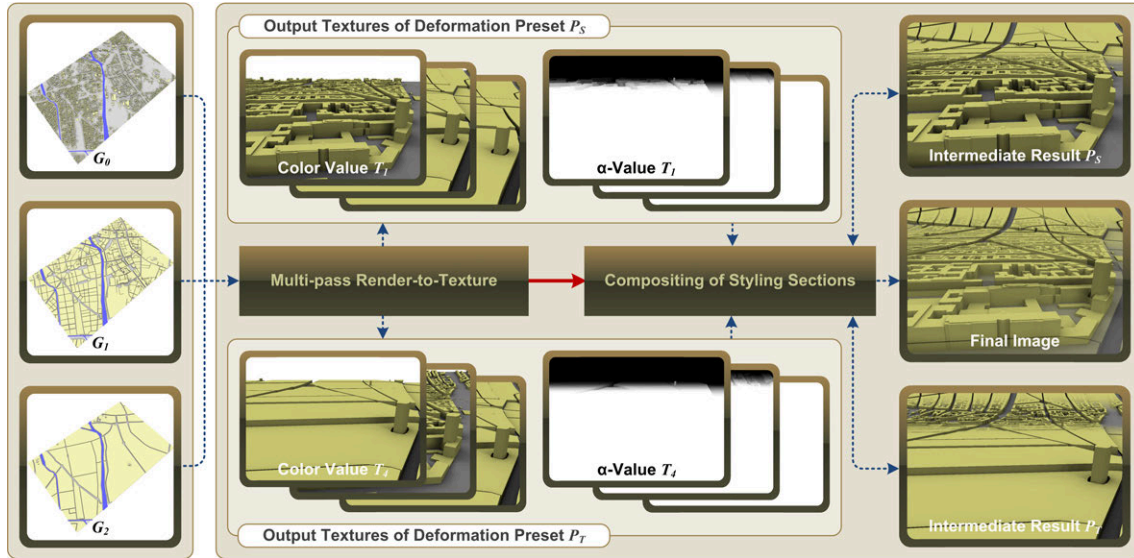 Output Textures of Deformation Preset P_S
G_0
Color Value T_1
α-Value T_1
Intermediate Result P_S
G_1
Multi-pass Render-to-Texture
Compositing of Styling Sections
Final Image
G_2
Color Value T_4
α-Value T_4
Intermediate Result P_T
Output Textures of Deformation Preset P_T